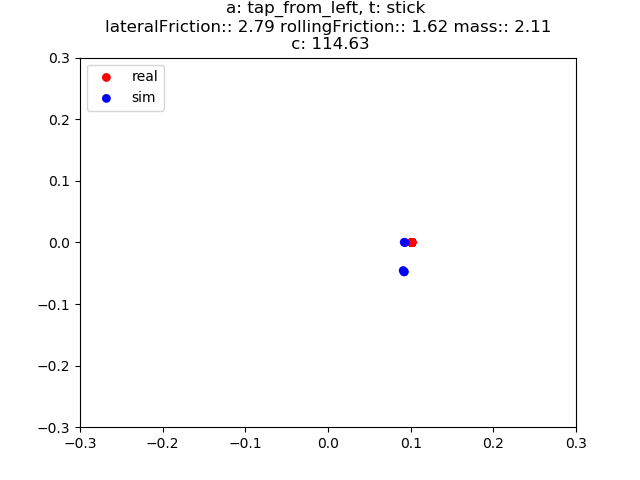 a: tap_from_left, t: stick
lateralFriction:: 2.79 rollingFriction:: 1.62 mass:: 2.11
c: 114.63
real
sim
0.3
0.2
0.1
0.0
−0.1
−0.2
−0.3
−0.3 −0.2 −0.1 0.0 0.1 0.2 0.3